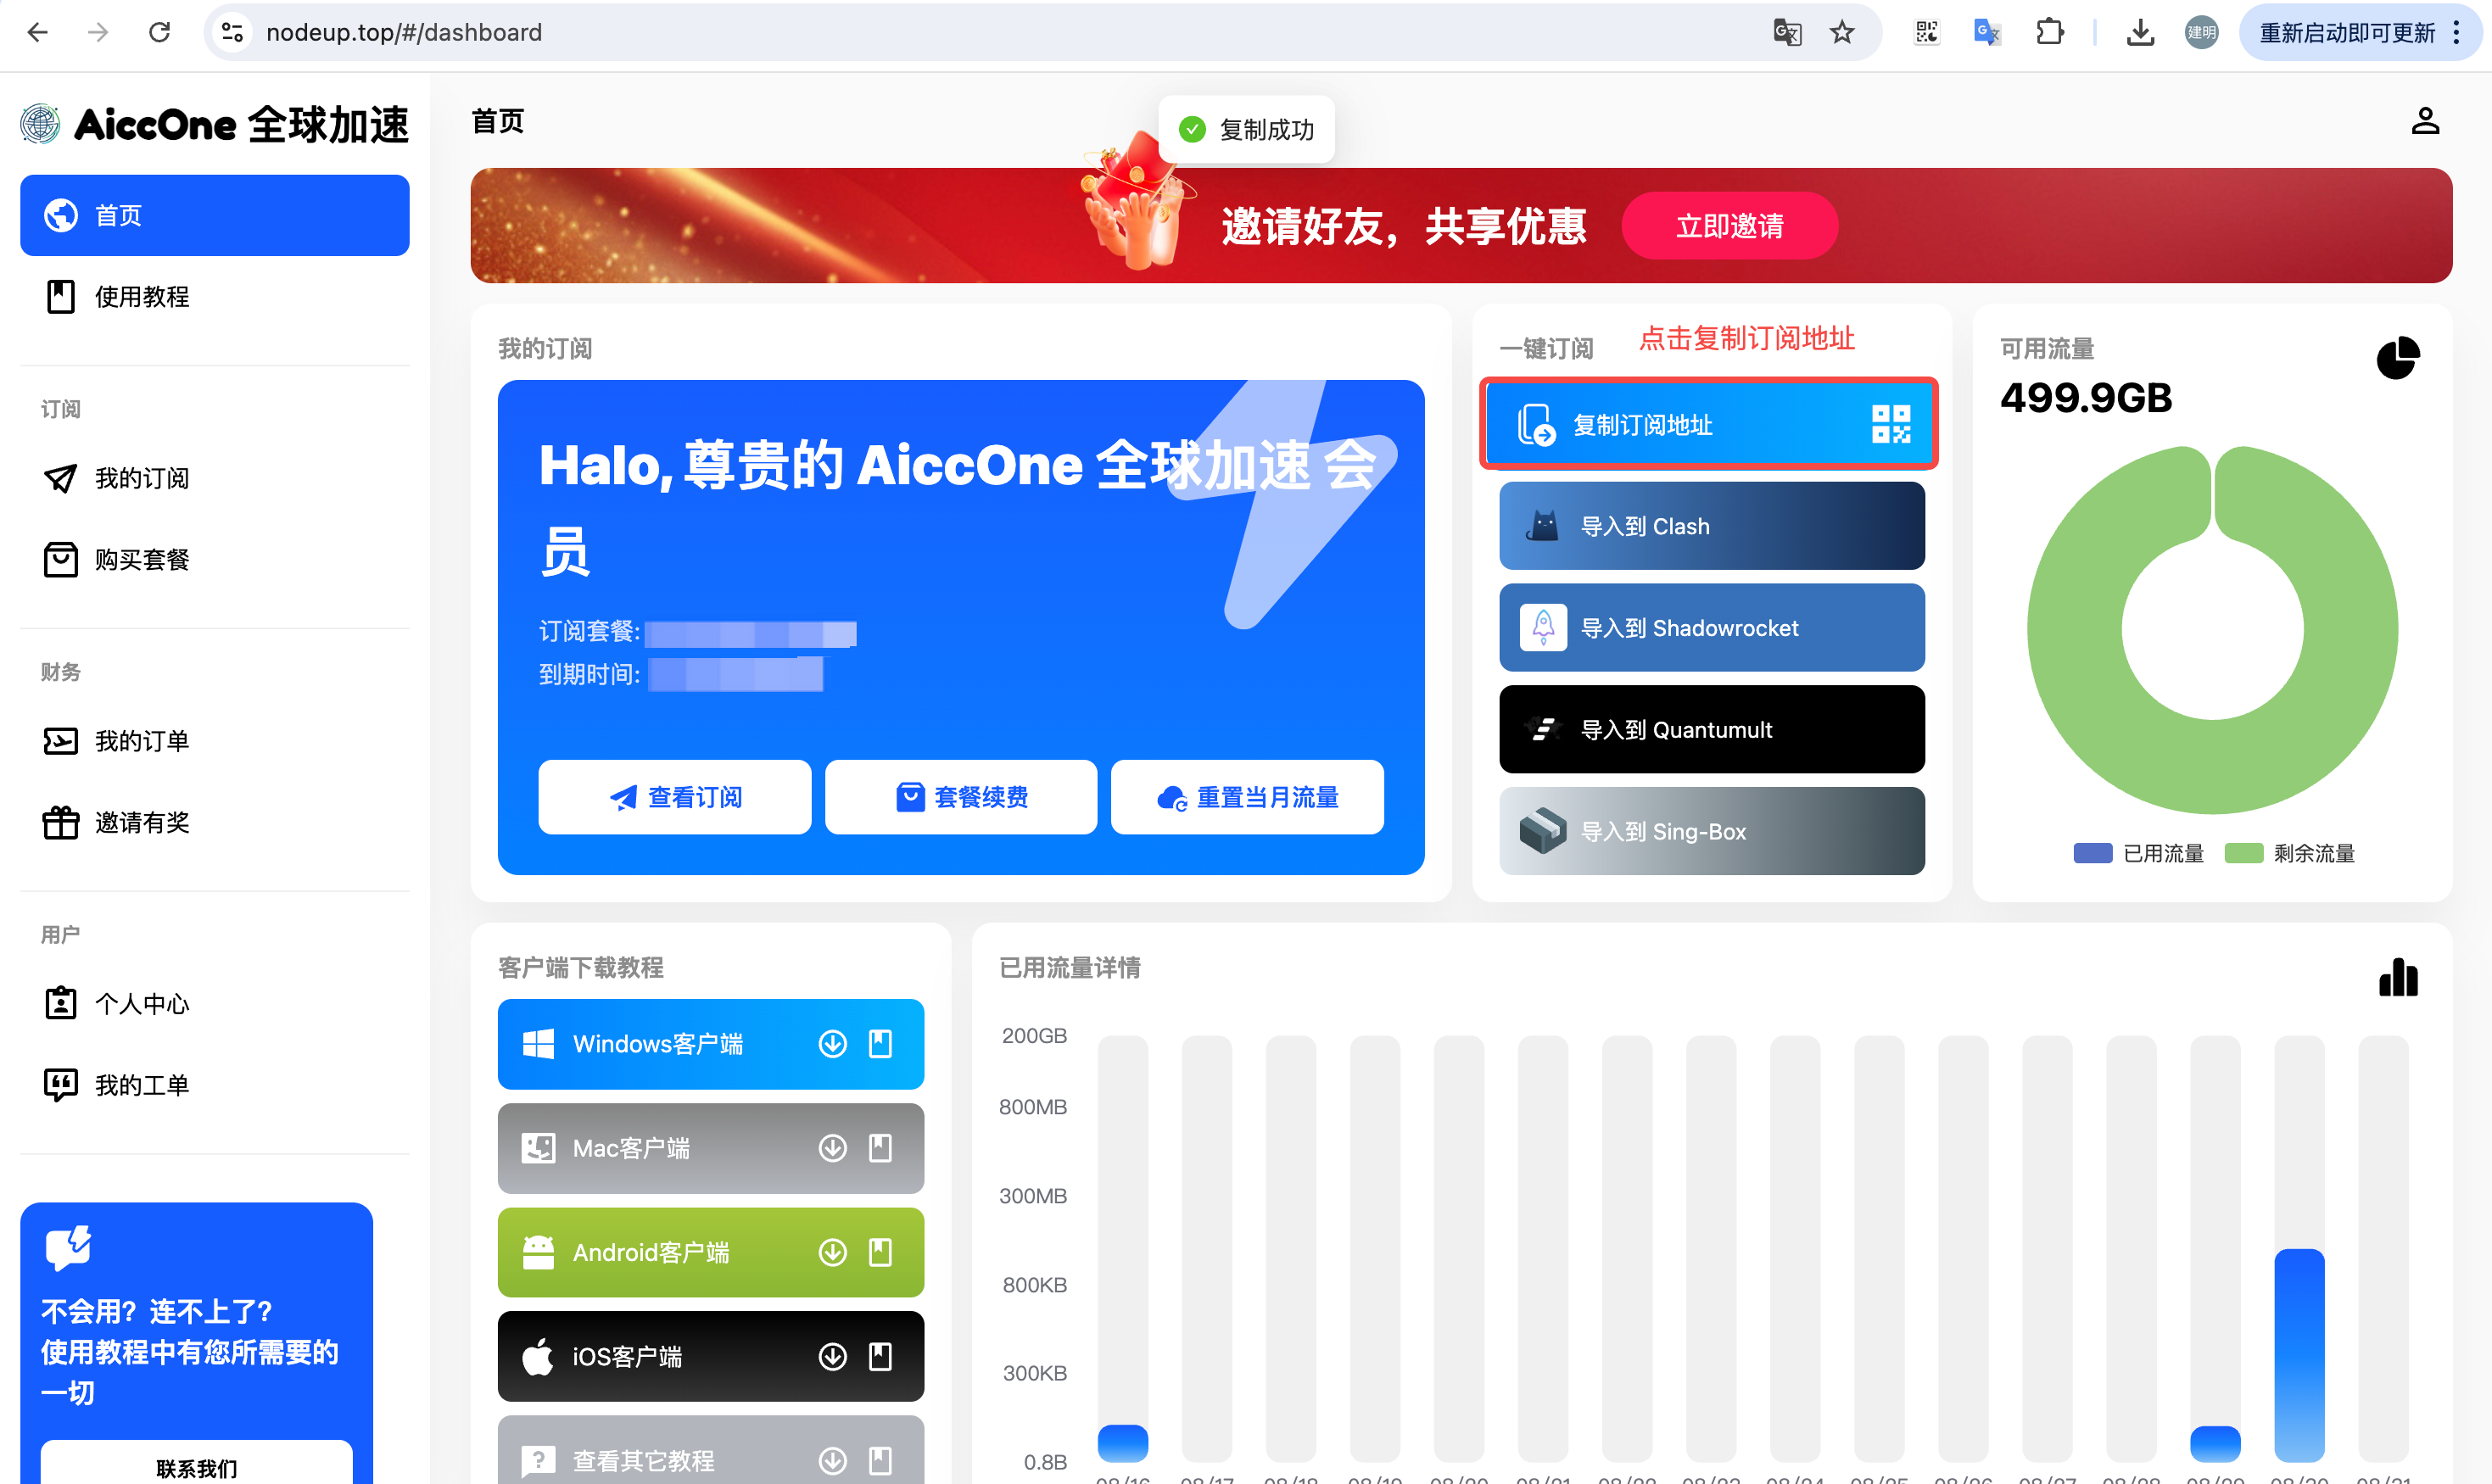 nodeup.top/#/dashboard
建明
重新启动即可更新
AiccOne 全球加速
首页
使用教程
订阅
我的订阅
购买套餐
财务
我的订单
邀请有奖
用户
个人中心
我的工单
不会用？连不上了？
使用教程中有您所需要的
一切
联系我们
首页
复制成功
邀请好友，共享优惠
立即邀请
我的订阅
Halo, 尊贵的 AiccOne 全球加速 会
员
订阅套餐:
到期时间:
查看订阅
套餐续费
重置当月流量
一键订阅
点击复制订阅地址
复制订阅地址
导入到 Clash
导入到 Shadowrocket
导入到 Quantumult
导入到 Sing-Box
可用流量
499.9GB
已用流量
剩余流量
客户端下载教程
Windows客户端
Mac客户端
Android客户端
iOS客户端
查看其它教程
已用流量详情
200GB
800MB
300MB
800KB
300KB
0.8B